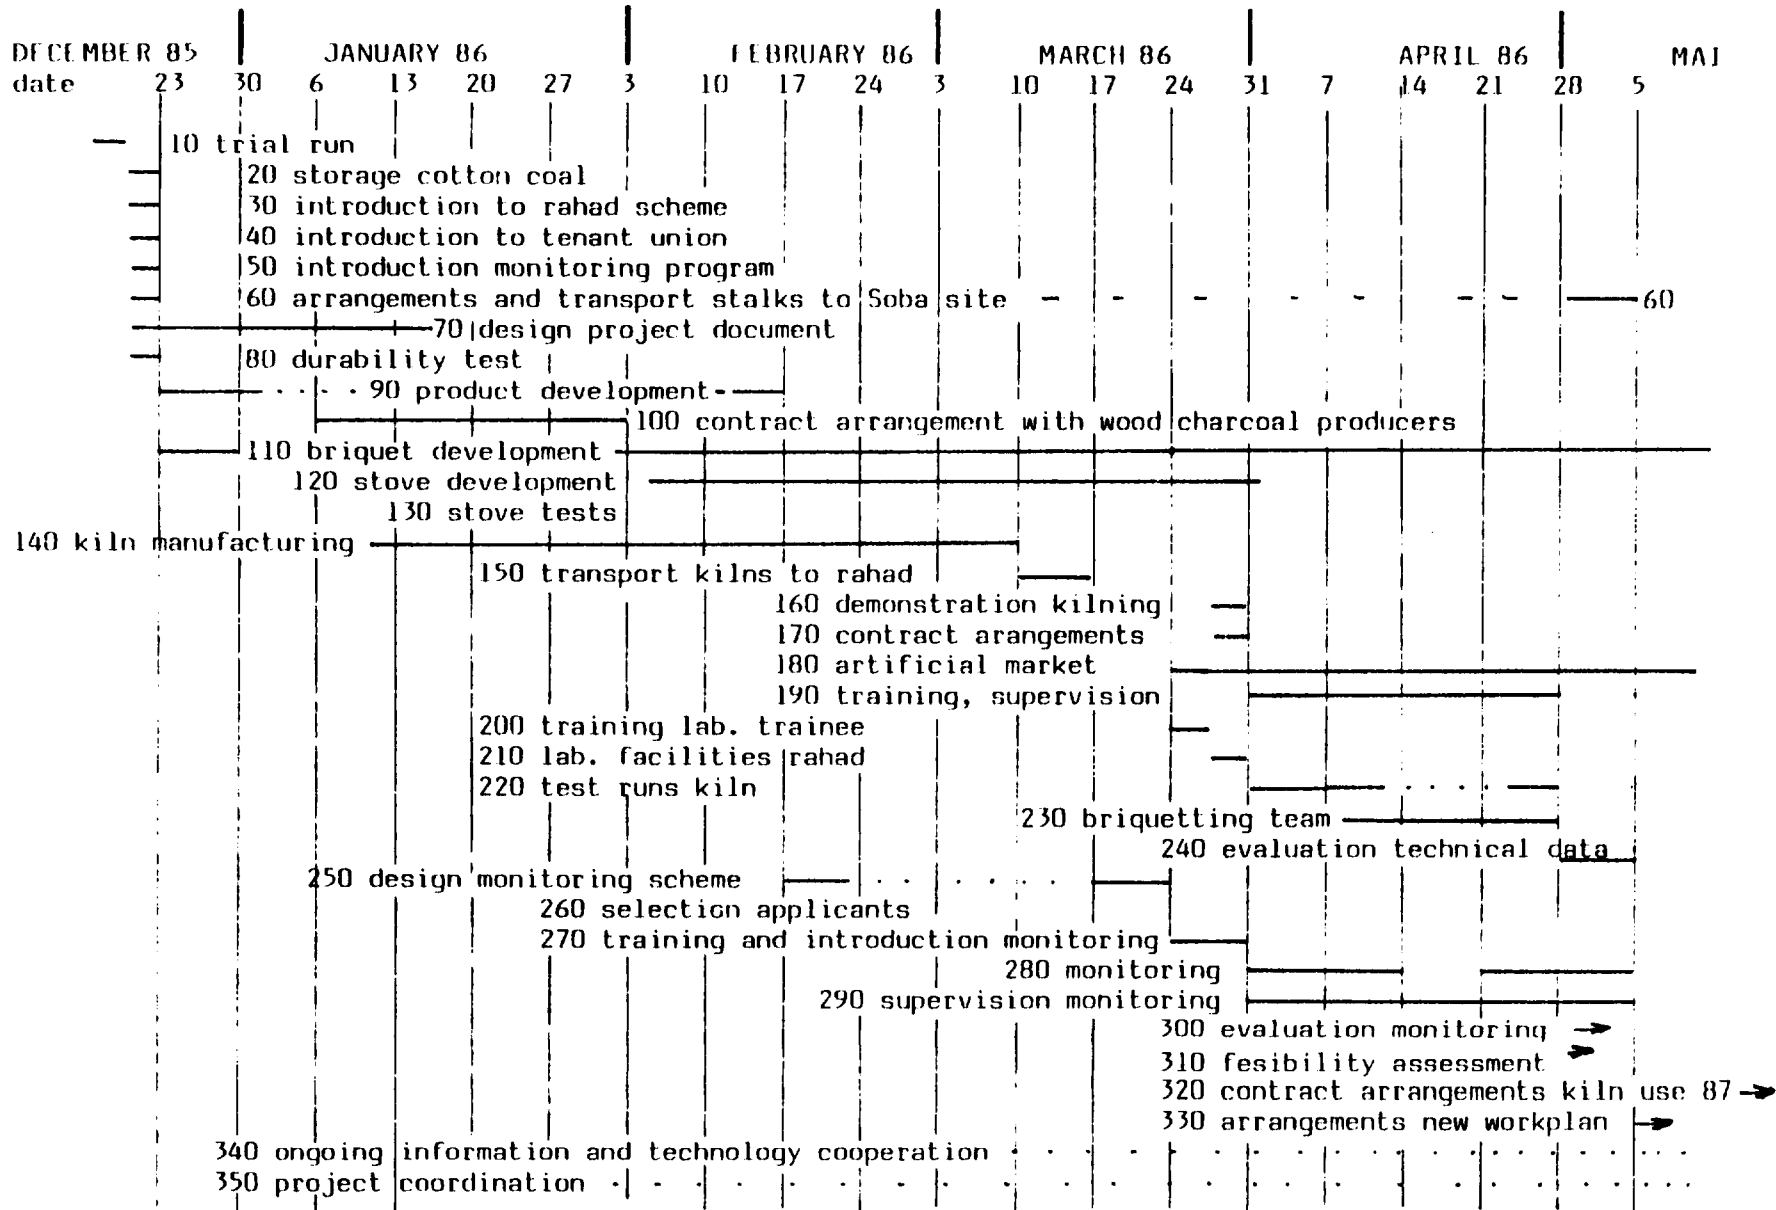 DECEMBER 85 JANUARY 86 FEBRUARY 86 MARCH 86 APRIL 86 MAI
date 23 30 6 13 20 27 3 10 17 24 3 10 17 24 31 7 14 21 28 5
10 trial run
20 storage cotton coal
30 introduction to rahad scheme
40 introduction to tenant union
50 introduction monitoring program
60 arrangements and transport stalks to Soba site 60
70 design project document
80 durability test
90 product development
100 contract arrangement with wood charcoal producers
110 briquet development
120 stove development
130 stove tests
140 kiln manufacturing
150 transport kilns to rahad
160 demonstration kilning
170 contract arangements
180 artificial market
190 training, supervision
200 training lab. trainee
210 lab. facilities rahad
220 test runs kiln
230 briquetting team
240 evaluation technical data
250 design monitoring scheme
260 selection applicants
270 training and introduction monitoring
280 monitoring
290 supervision monitoring
300 evaluation monitoring
310 fesibility assessment
320 contract arrangements kiln use 87
330 arrangements new workplan
340 ongoing information and technology cooperation
350 project coordination